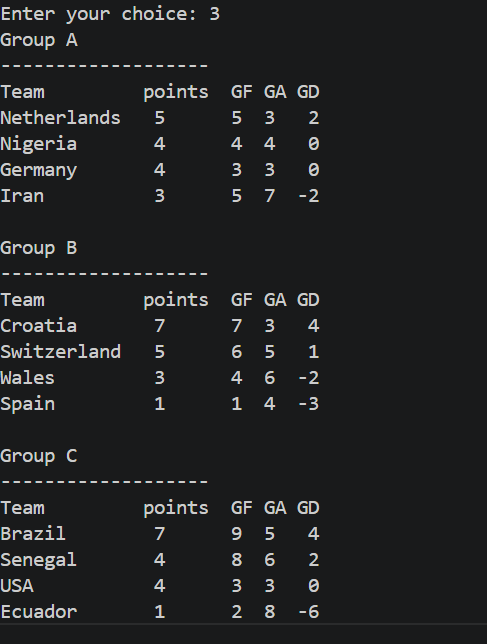 Enter your choice: 3
Group A
-------------------
Team         points  GF GA GD
Netherlands   5      5  3   2
Nigeria       4      4  4   0
Germany       4      3  3   0
Iran          3      5  7  -2

Group B
-------------------
Team         points  GF GA GD
Croatia       7      7  3   4
Switzerland   5      6  5   1
Wales         3      4  6  -2
Spain         1      1  4  -3

Group C
-------------------
Team         points  GF GA GD
Brazil        7      9  5   4
Senegal       4      8  6   2
USA           4      3  3   0
Ecuador       1      2  8  -6